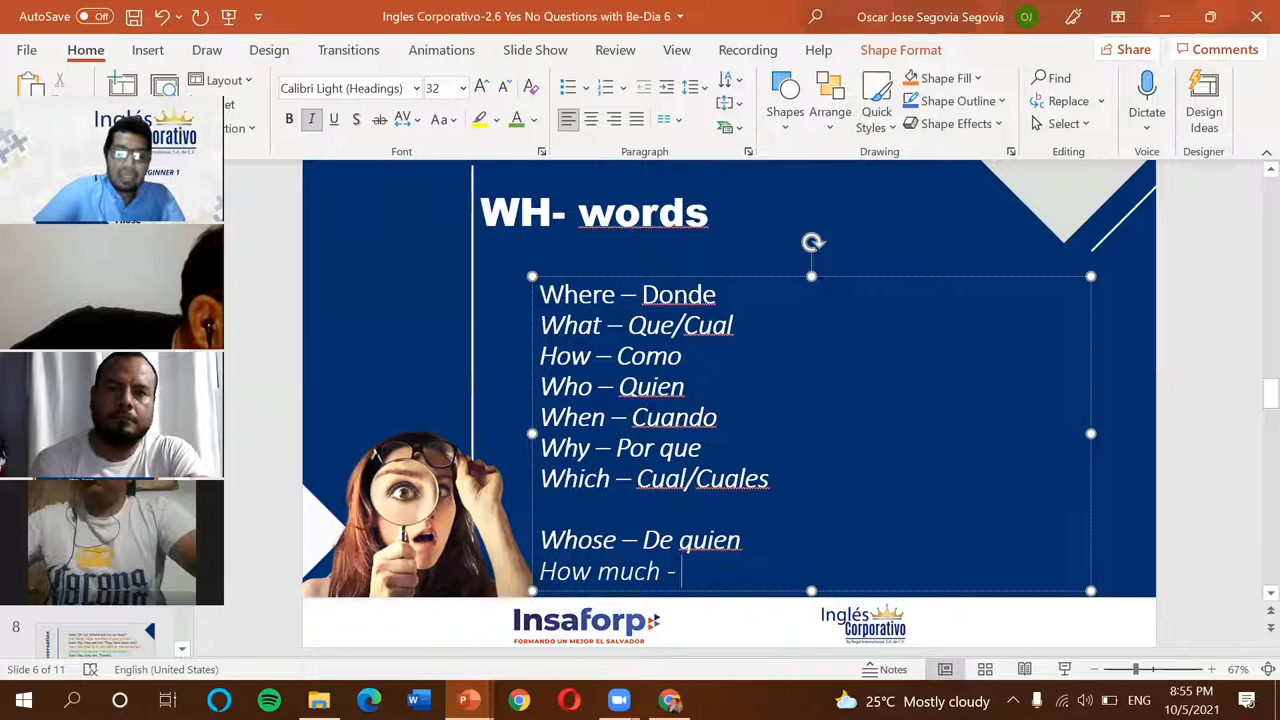 AutoSave Off
Ingles Corporativo-2.6 Yes No Questions with Be-Dia 6
Oscar Jose Segovia Segovia
OJ
File Home Insert Draw Design Transitions Animations Slide Show Review View Recording Help Shape Format
Share
Comments
Layout
Calibri Light (Headings)
32
Shapes
Arrange
Quick
Styles
Shape Fill
Shape Outline
Shape Effects
Find
Replace
Select
Dictate
Design
Ideas
Font
Paragraph
Drawing
Editing
Voice
Designer
WH- words
Where – Donde
What – Que/Cual
How – Como
Who – Quien
When – Cuando
Why – Por que
Which – Cual/Cuales
Whose – De quien
How much -
Insaforp
FORMANDO UN MEJOR EL SALVADOR
Inglés
Corporativo
8
Slide 6 of 11
English (United States)
Notes
67%
25°C Mostly cloudy
ENG
8:55 PM
10/5/2021